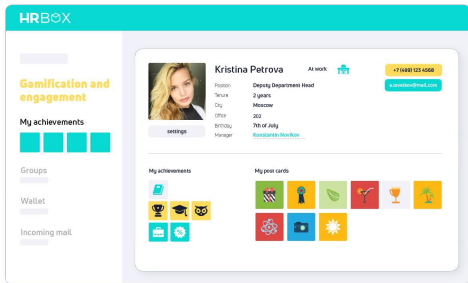 HRBOX
Gamification and
engagement
My achievements
Groups
Wallet
Incoming mail
settings
Kristina Petrova
At work
+7 (499) 123 4568
Position Deputy Department Head
Tenure 2 years
City Moscow
Office 202
Birthday 7th of July
Manager Konstantin Novikov
My achievements
My post cards